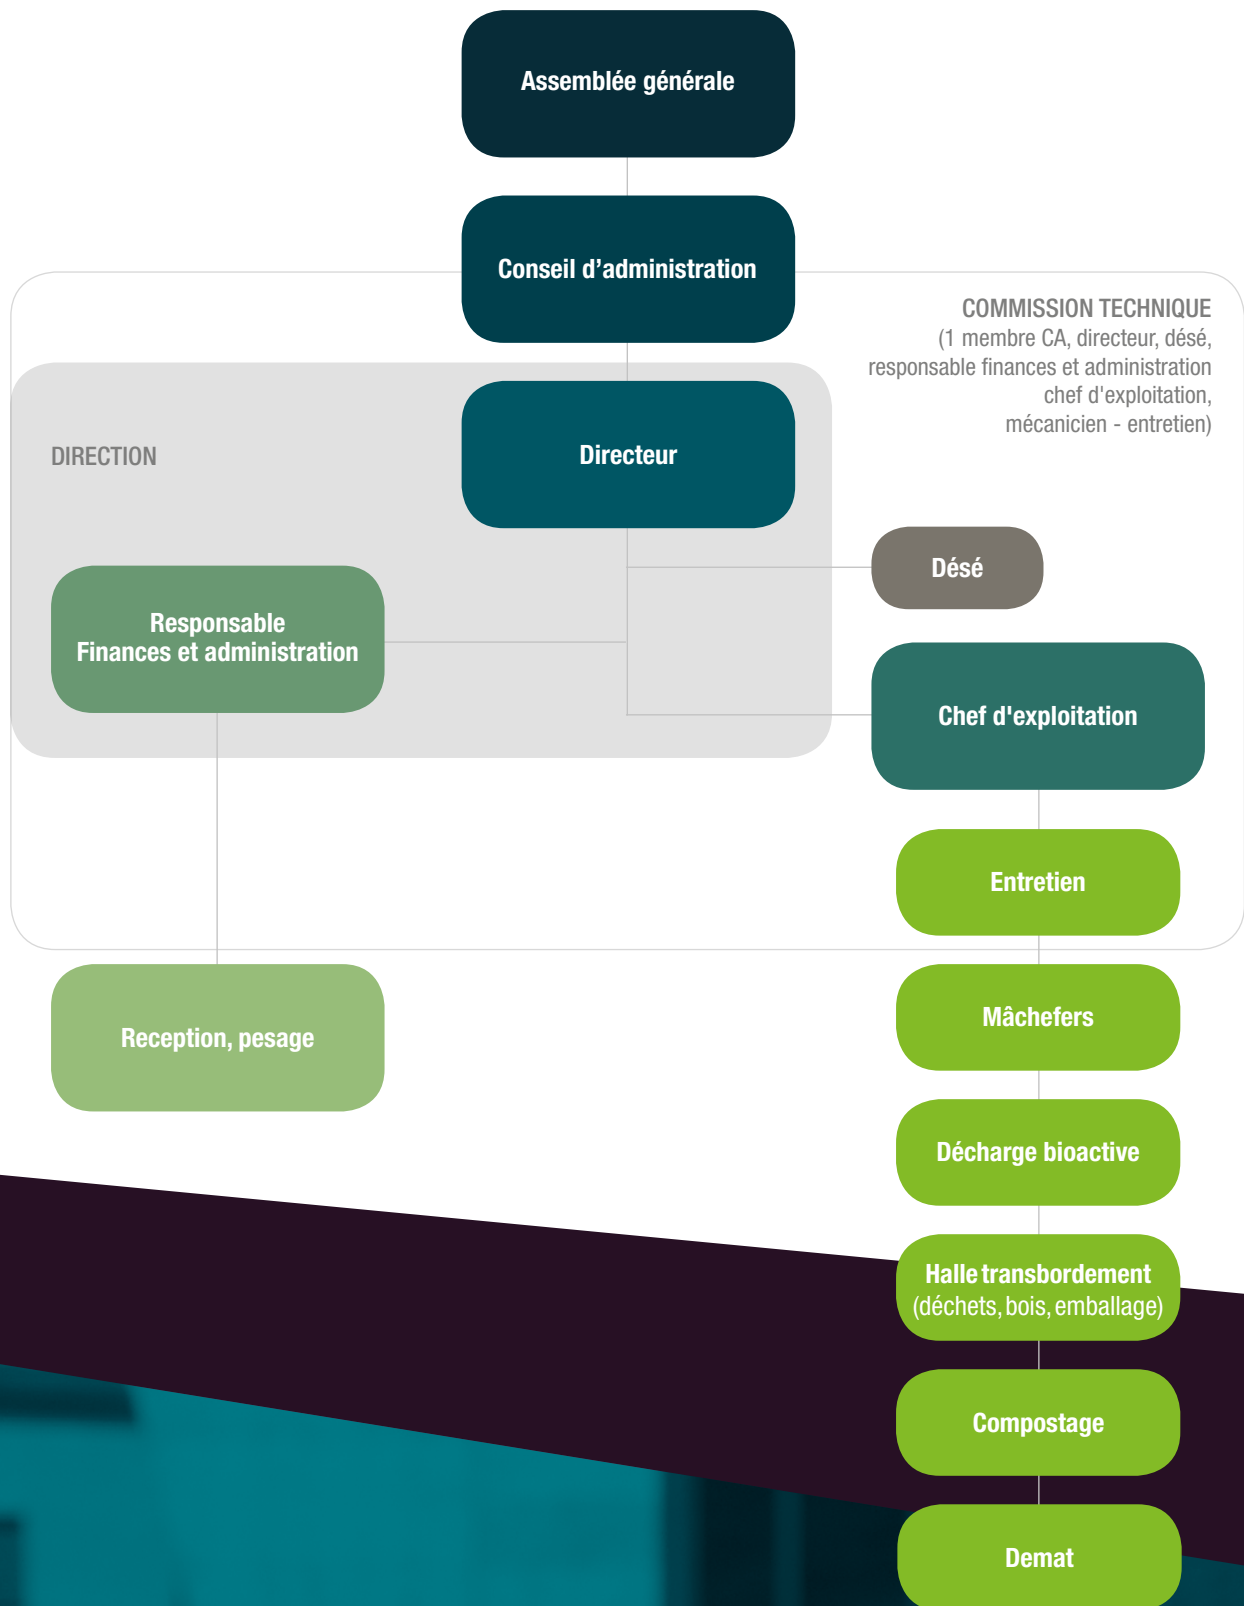 Assemblée générale
Conseil d’administration
COMMISSION TECHNIQUE
(1 membre CA, directeur, désé,
responsable finances et administration
chef d'exploitation,
mécanicien - entretien)
DIRECTION
Directeur
Désé
Responsable
Finances et administration
Chef d'exploitation
Entretien
Reception, pesage
Mâchefers
Décharge bioactive
Halle transbordement
(déchets, bois, emballage)
Compostage
Demat